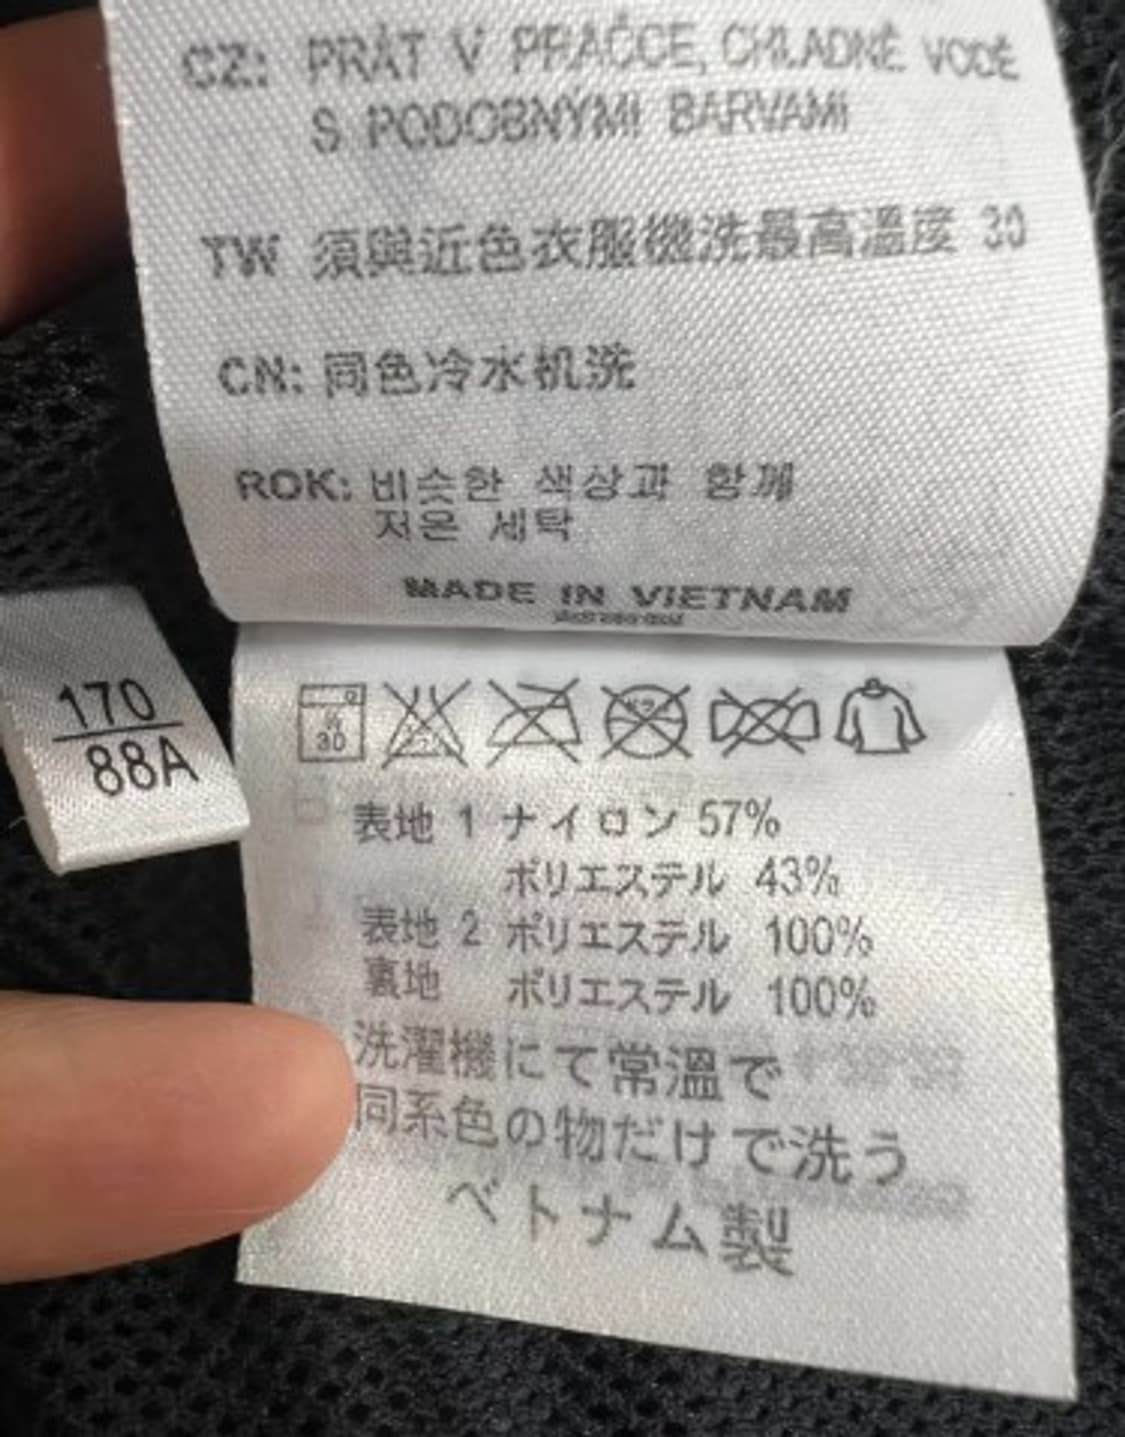 CZ: PRÁT V PRAČCE, CHLADNÉ VODĚ
S PODOBNÝMI BARVAMI
TW 須與近色衣服機洗最高溫度 30
CN: 同色冷水机洗
ROK: 비슷한 색상과 함께
저온 세탁
MADE IN VIETNAM
170
88A
30
表地 1 ナイロン 57%
ポリエステル 43%
表地 2 ポリエステル 100%
裏地 ポリエステル 100%
洗濯機にて常温で
同系色の物だけで洗う
ベトナム製